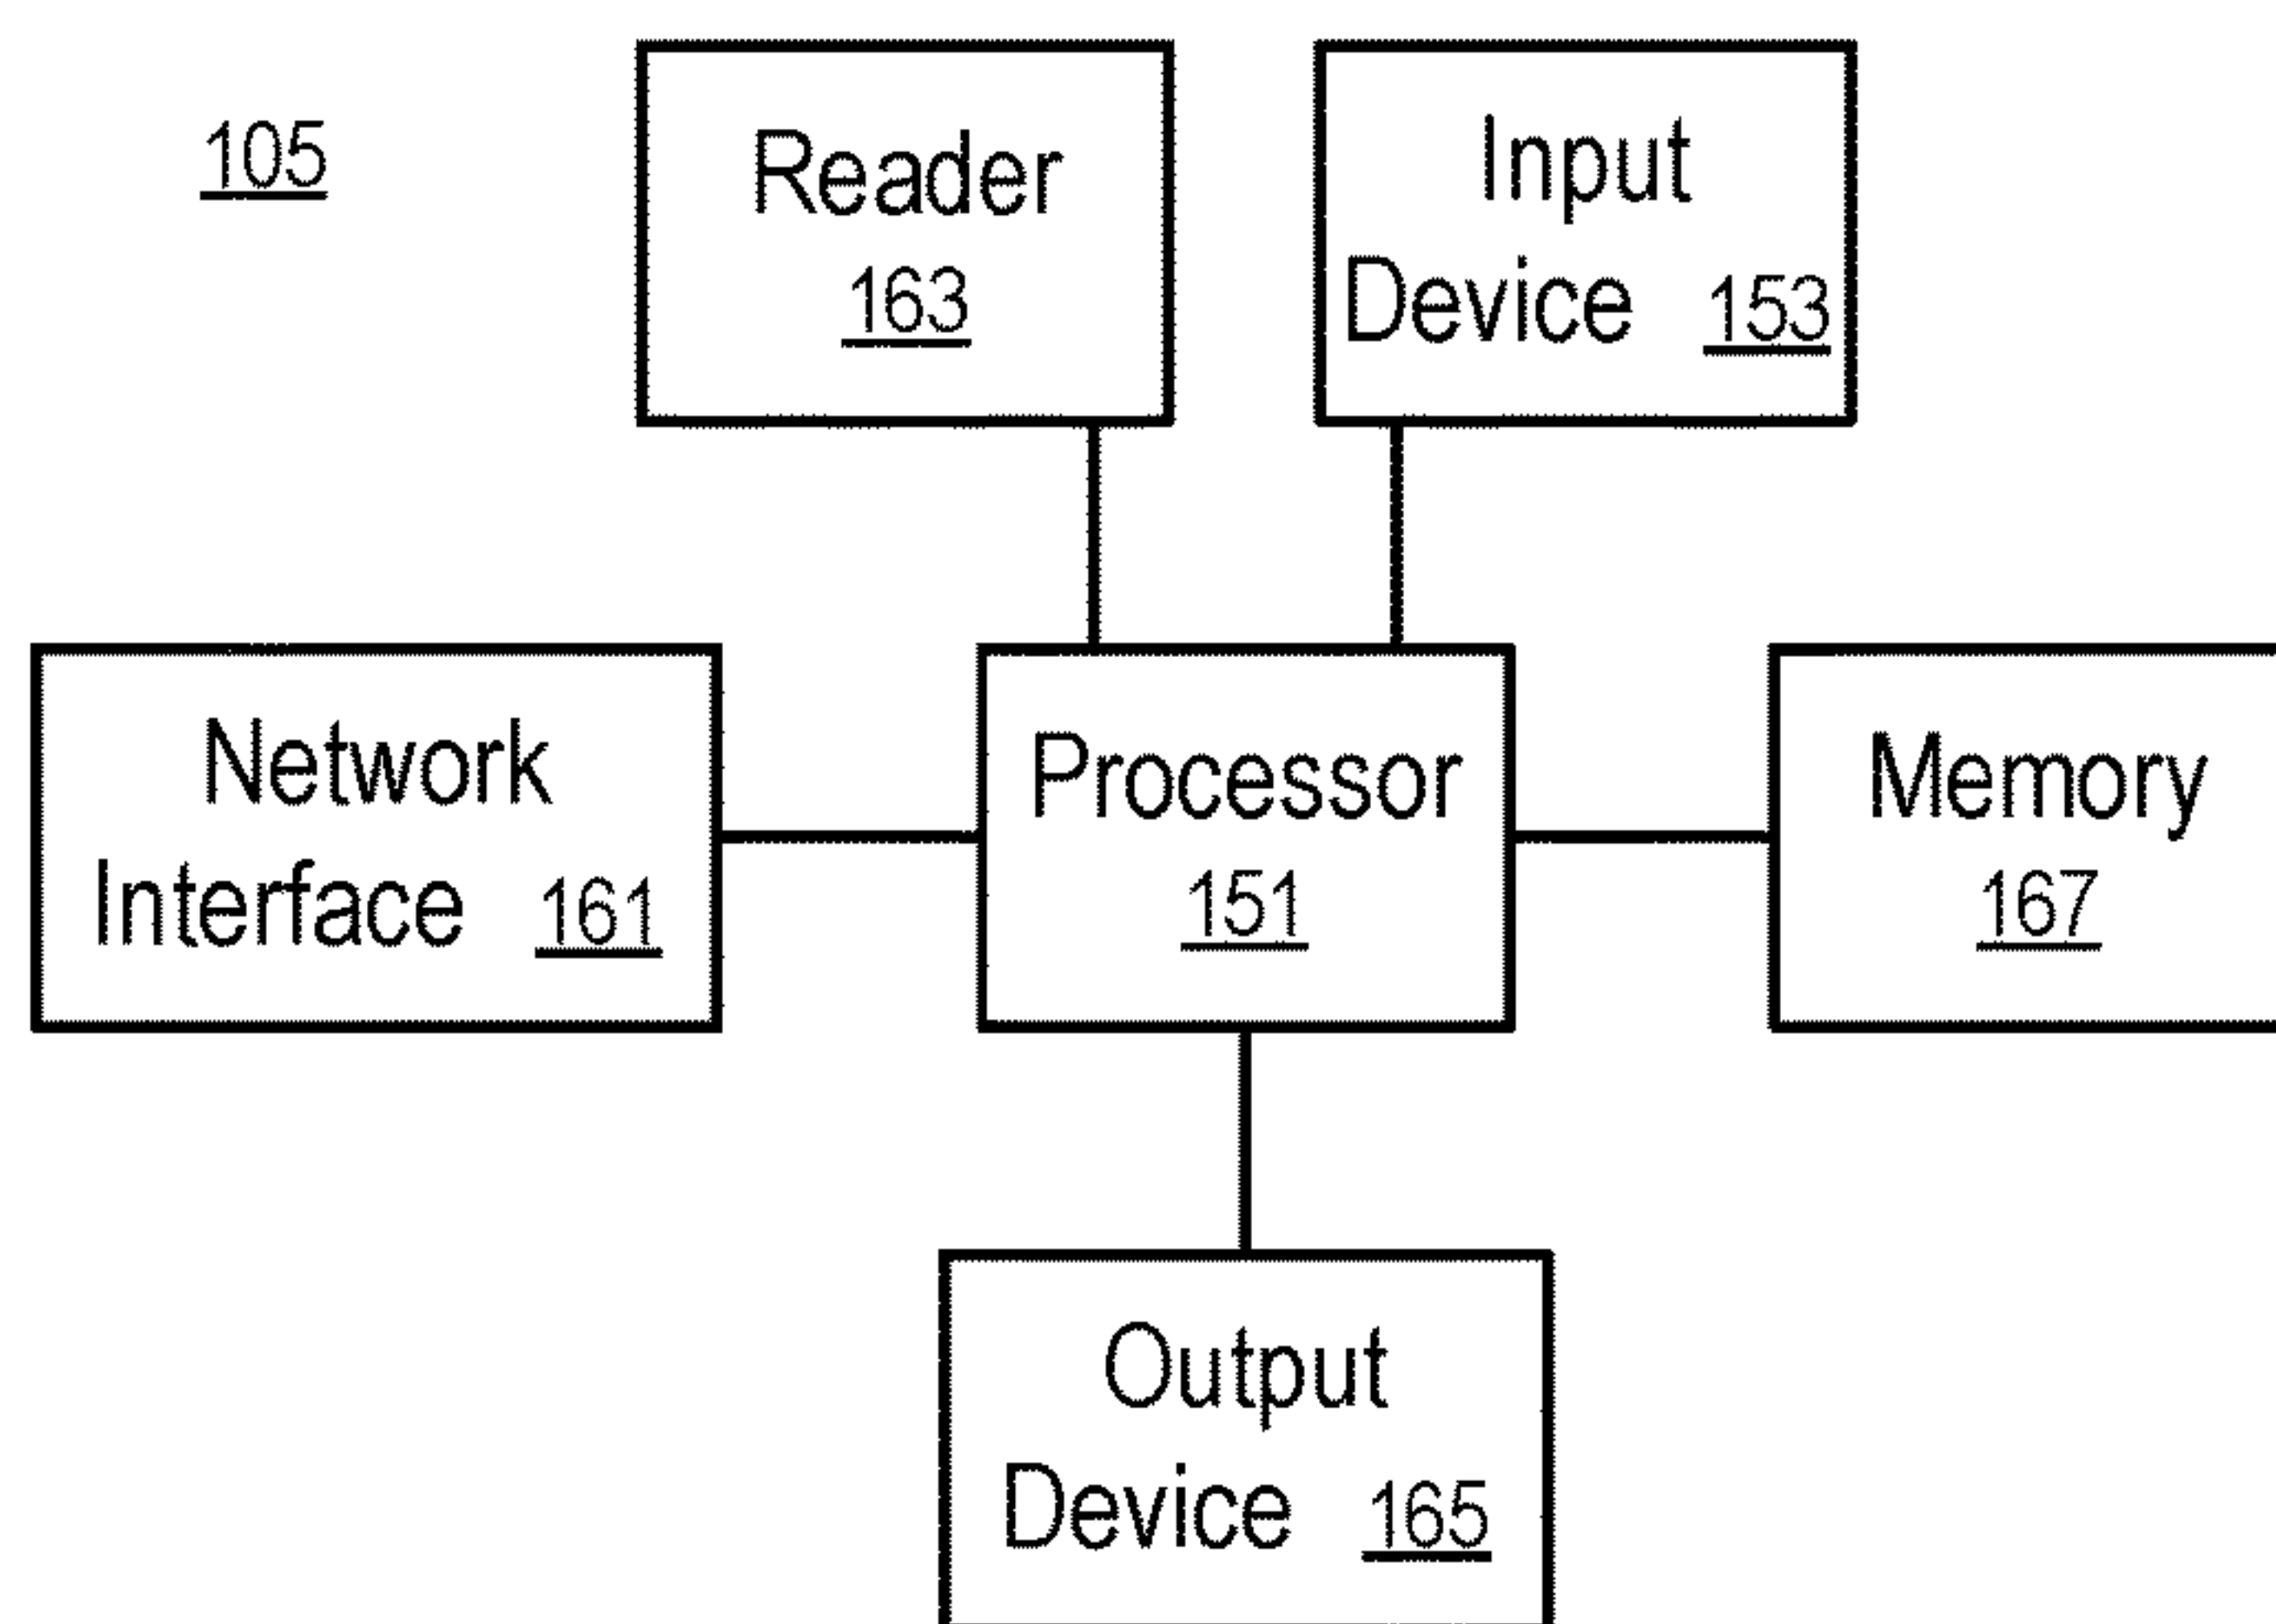 105
Reader
163
Input
Device 153
Network
Interface 161
Processor
151
Memory
167
Output
Device 165